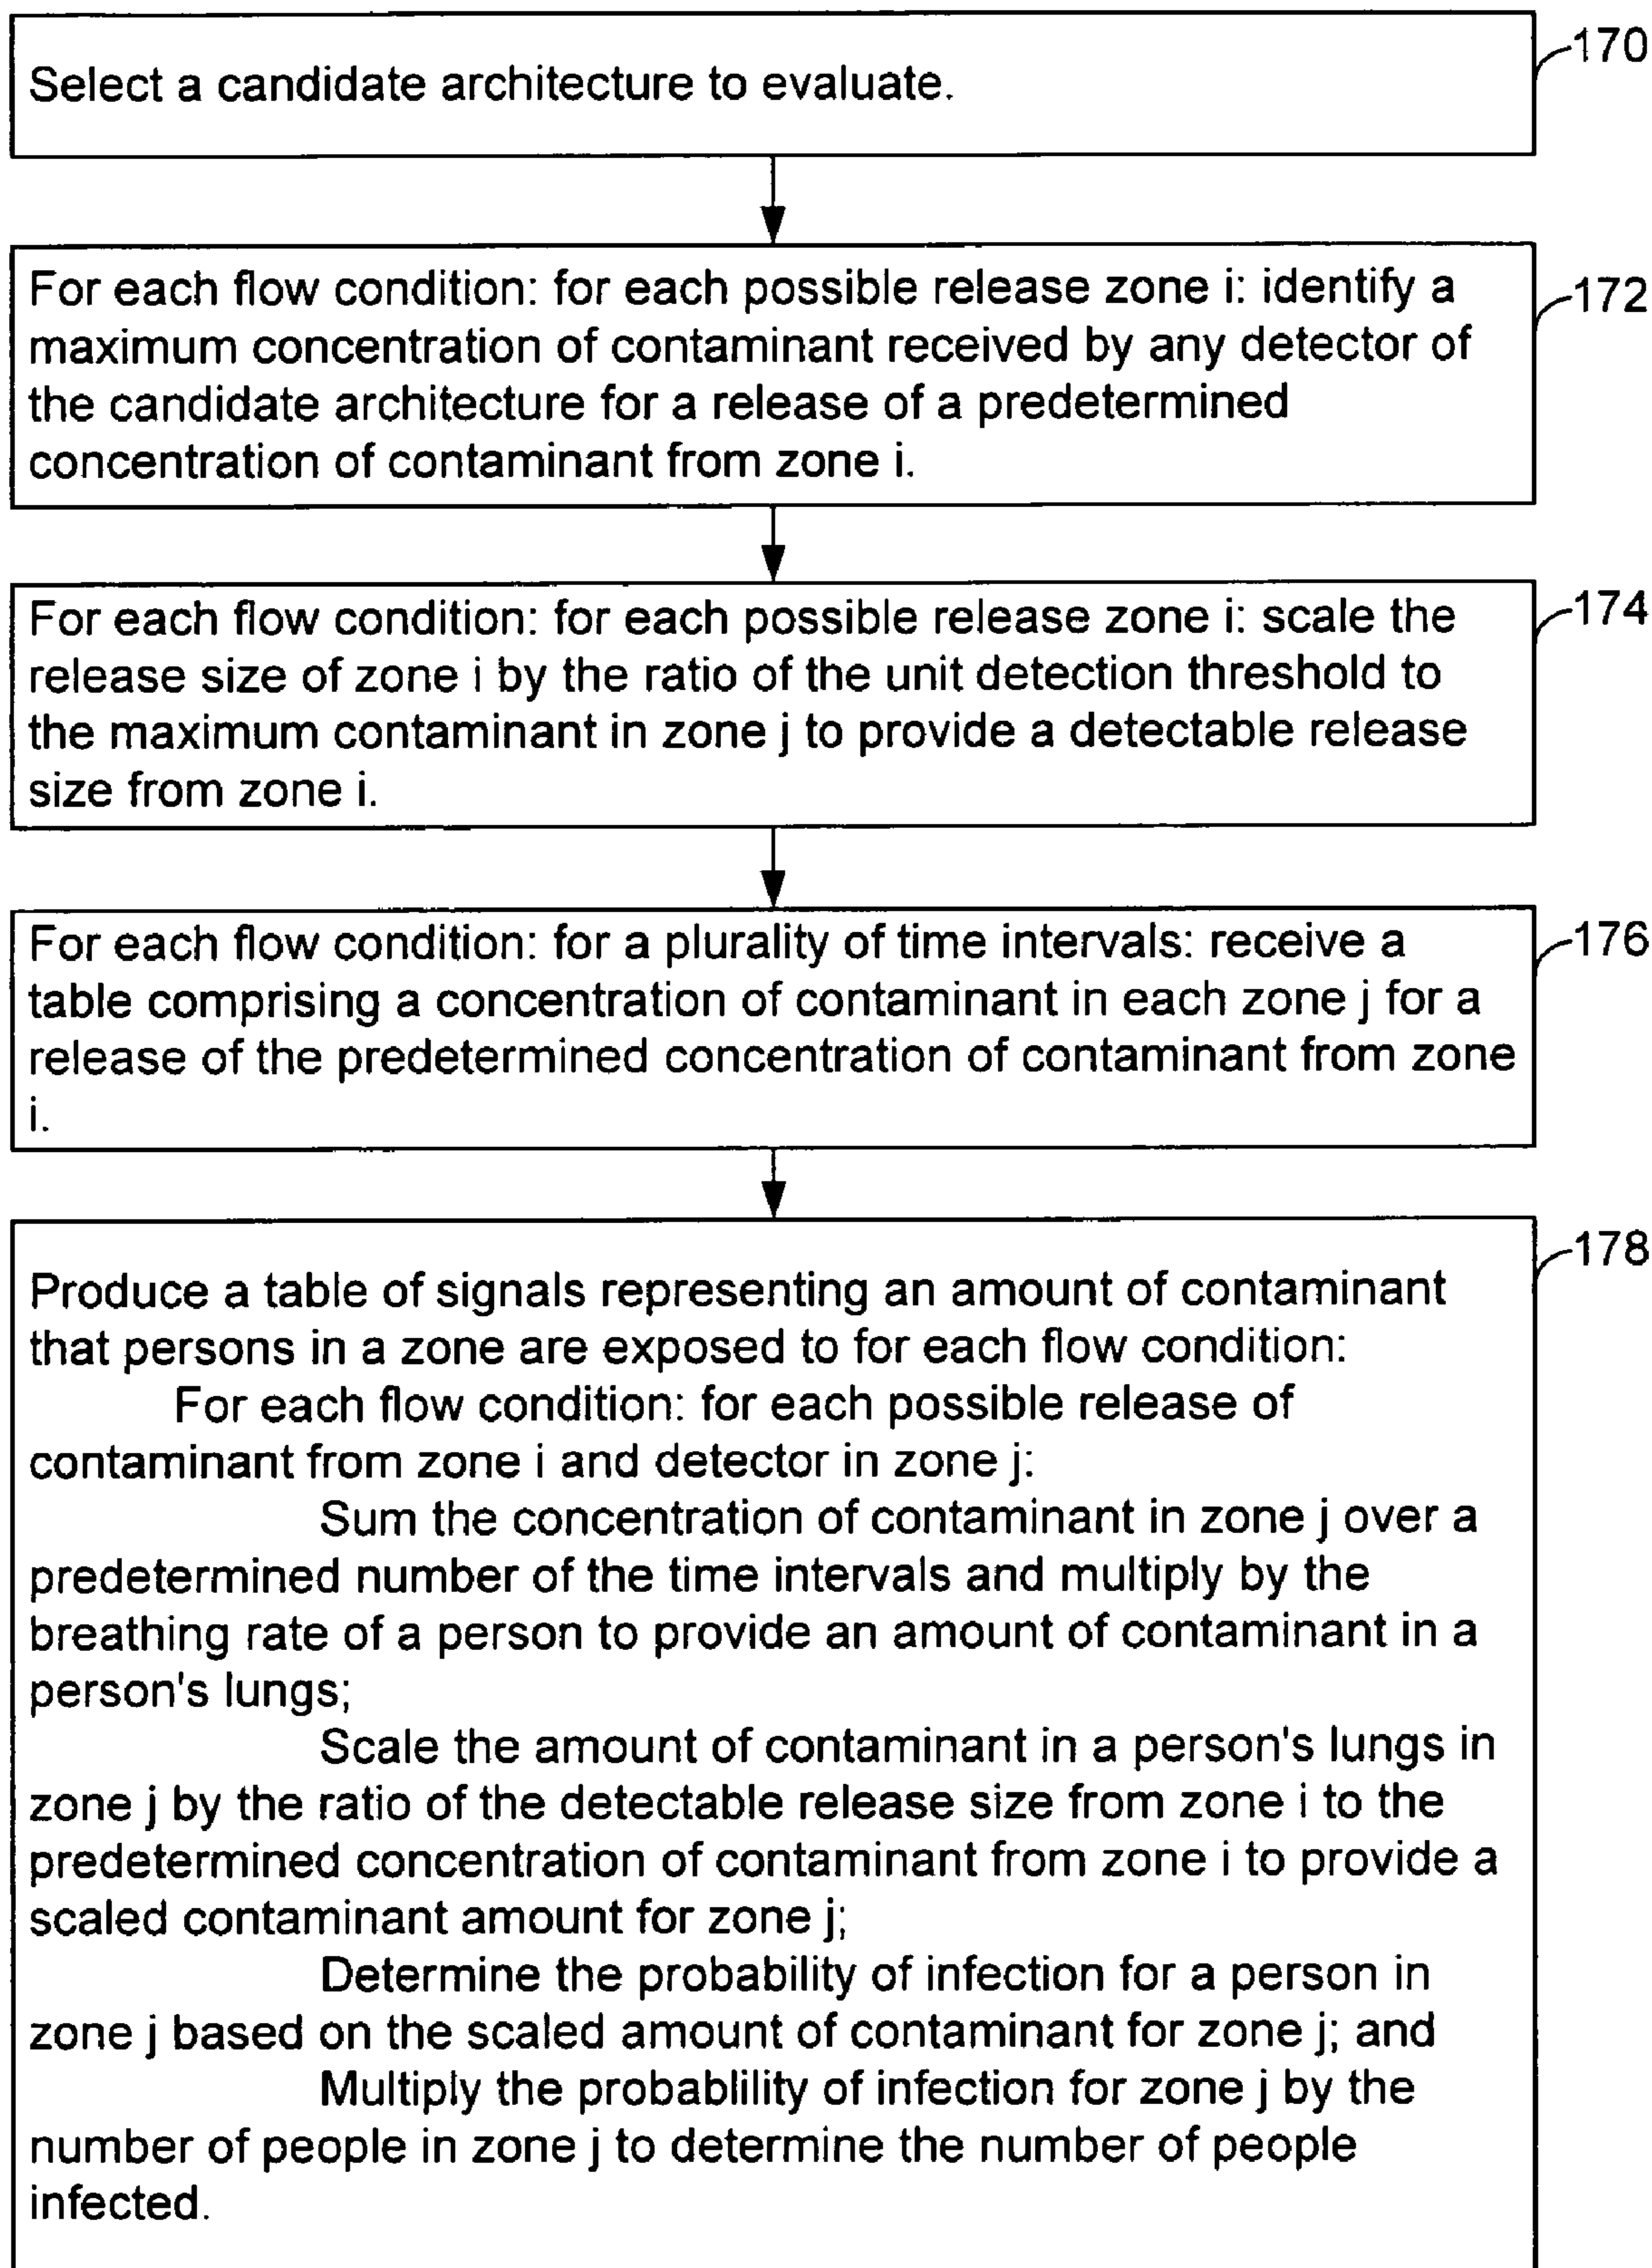 170
Select a candidate architecture to evaluate.
172
For each flow condition: for each possible release zone i: identify a
maximum concentration of contaminant received by any detector of
the candidate architecture for a release of a predetermined
concentration of contaminant from zone i.
174
For each flow condition: for each possible release zone i: scale the
release size of zone i by the ratio of the unit detection threshold to
the maximum contaminant in zone j to provide a detectable release
size from zone i.
176
For each flow condition: for a plurality of time intervals: receive a
table comprising a concentration of contaminant in each zone j for a
release of the predetermined concentration of contaminant from zone
i.
178
Produce a table of signals representing an amount of contaminant
that persons in a zone are exposed to for each flow condition:
For each flow condition: for each possible release of
contaminant from zone i and detector in zone j:
Sum the concentration of contaminant in zone j over a
predetermined number of the time intervals and multiply by the
breathing rate of a person to provide an amount of contaminant in a
person's lungs;
Scale the amount of contaminant in a person's lungs in
zone j by the ratio of the detectable release size from zone i to the
predetermined concentration of contaminant from zone i to provide a
scaled contaminant amount for zone j;
Determine the probability of infection for a person in
zone j based on the scaled amount of contaminant for zone j; and
Multiply the probablility of infection for zone j by the
number of people in zone j to determine the number of people
infected.